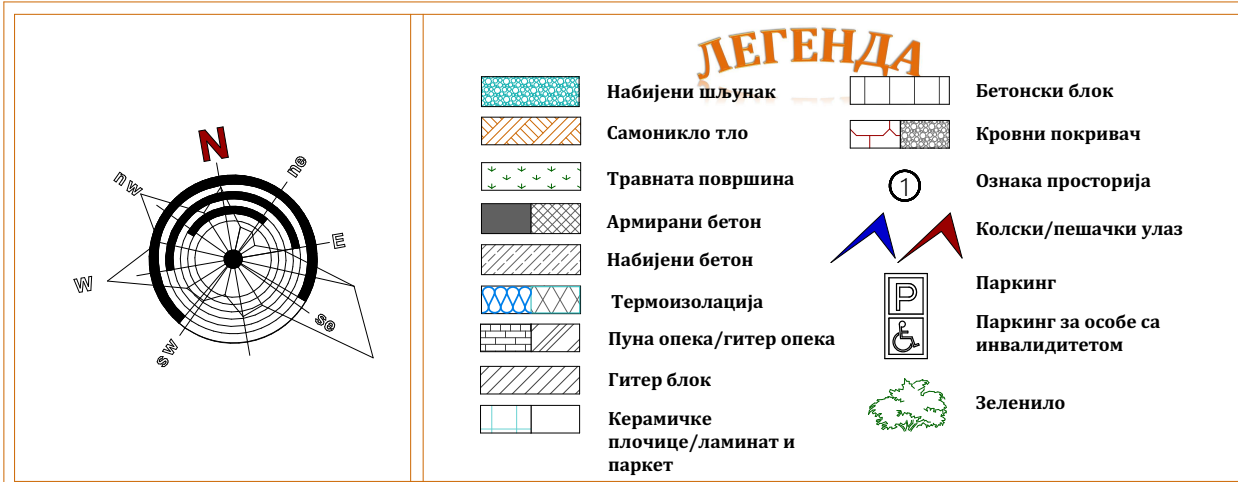 ЛЕГЕНДА
N
ne
nw
E
W
se
sw
Набијени шљунак
Самоникло тло
Травната површина
Армирани бетон
Набијени бетон
Термоизолација
Пуна опека/гитер опека
Гитер блок
Керамичке
плочице/ламинат и
паркет
Бетонски блок
Кровни покривач
1
Ознака просторија
Колски/пешачки улаз
P
Паркинг
Паркинг за особе са
инвалидитетом
Зеленило